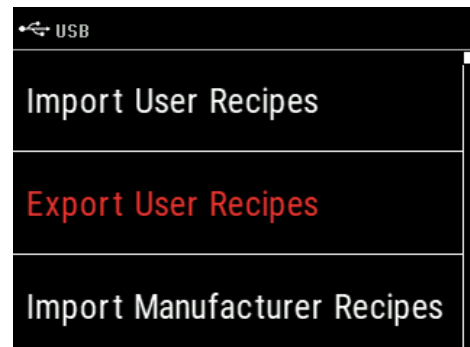 USB
Import User Recipes
Export User Recipes
Import Manufacturer Recipes